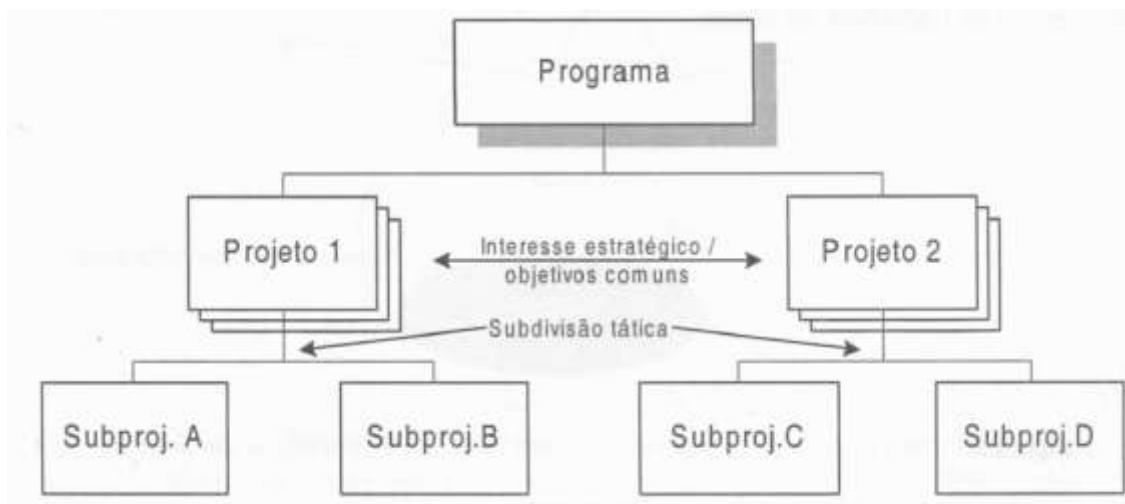 Programa
Projeto 1
Interesse estratégico /
objetivos comuns
Projeto 2
Subdivisão tática
Subproj. A
Subproj.B
Subproj.C
Subproj.D